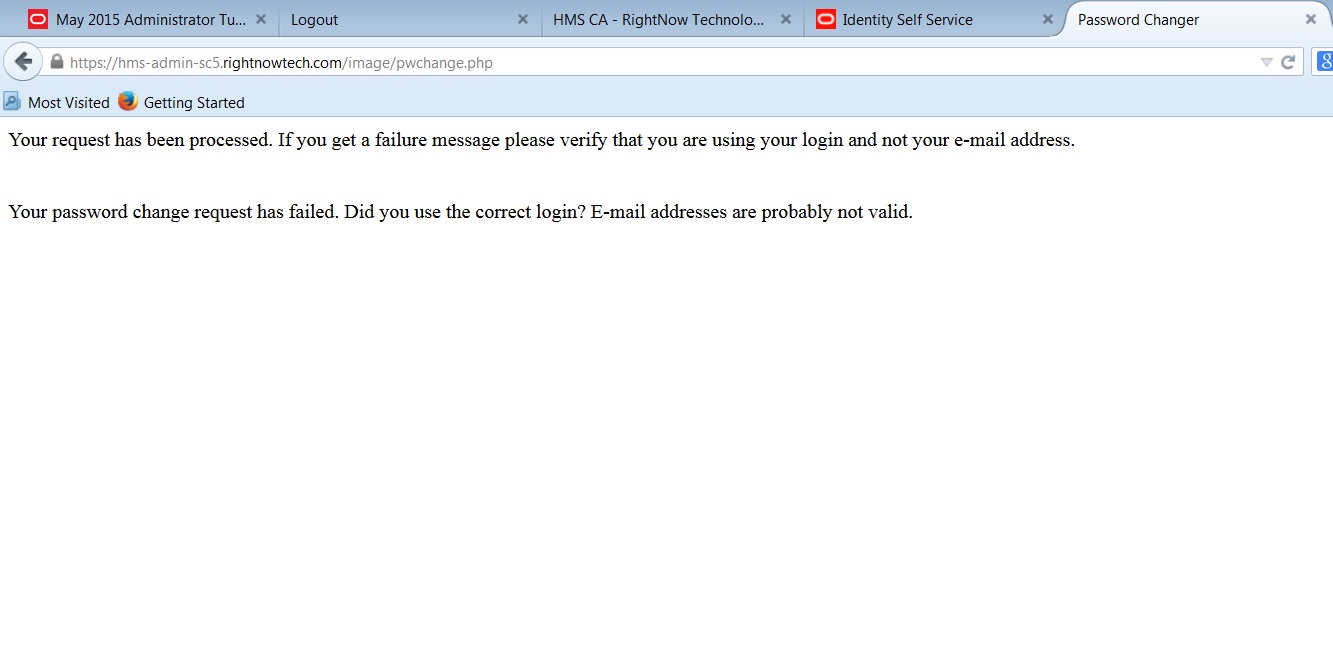 May 2015 Administrator Tu...
Logout
HMS CA - RightNow Technolo...
Identity Self Service
Password Changer
https://hms-admin-sc5.rightnowtech.com/image/pwchange.php
8
Most Visited
Getting Started
Your request has been processed. If you get a failure message please verify that you are using your login and not your e-mail address.
Your password change request has failed. Did you use the correct login? E-mail addresses are probably not valid.